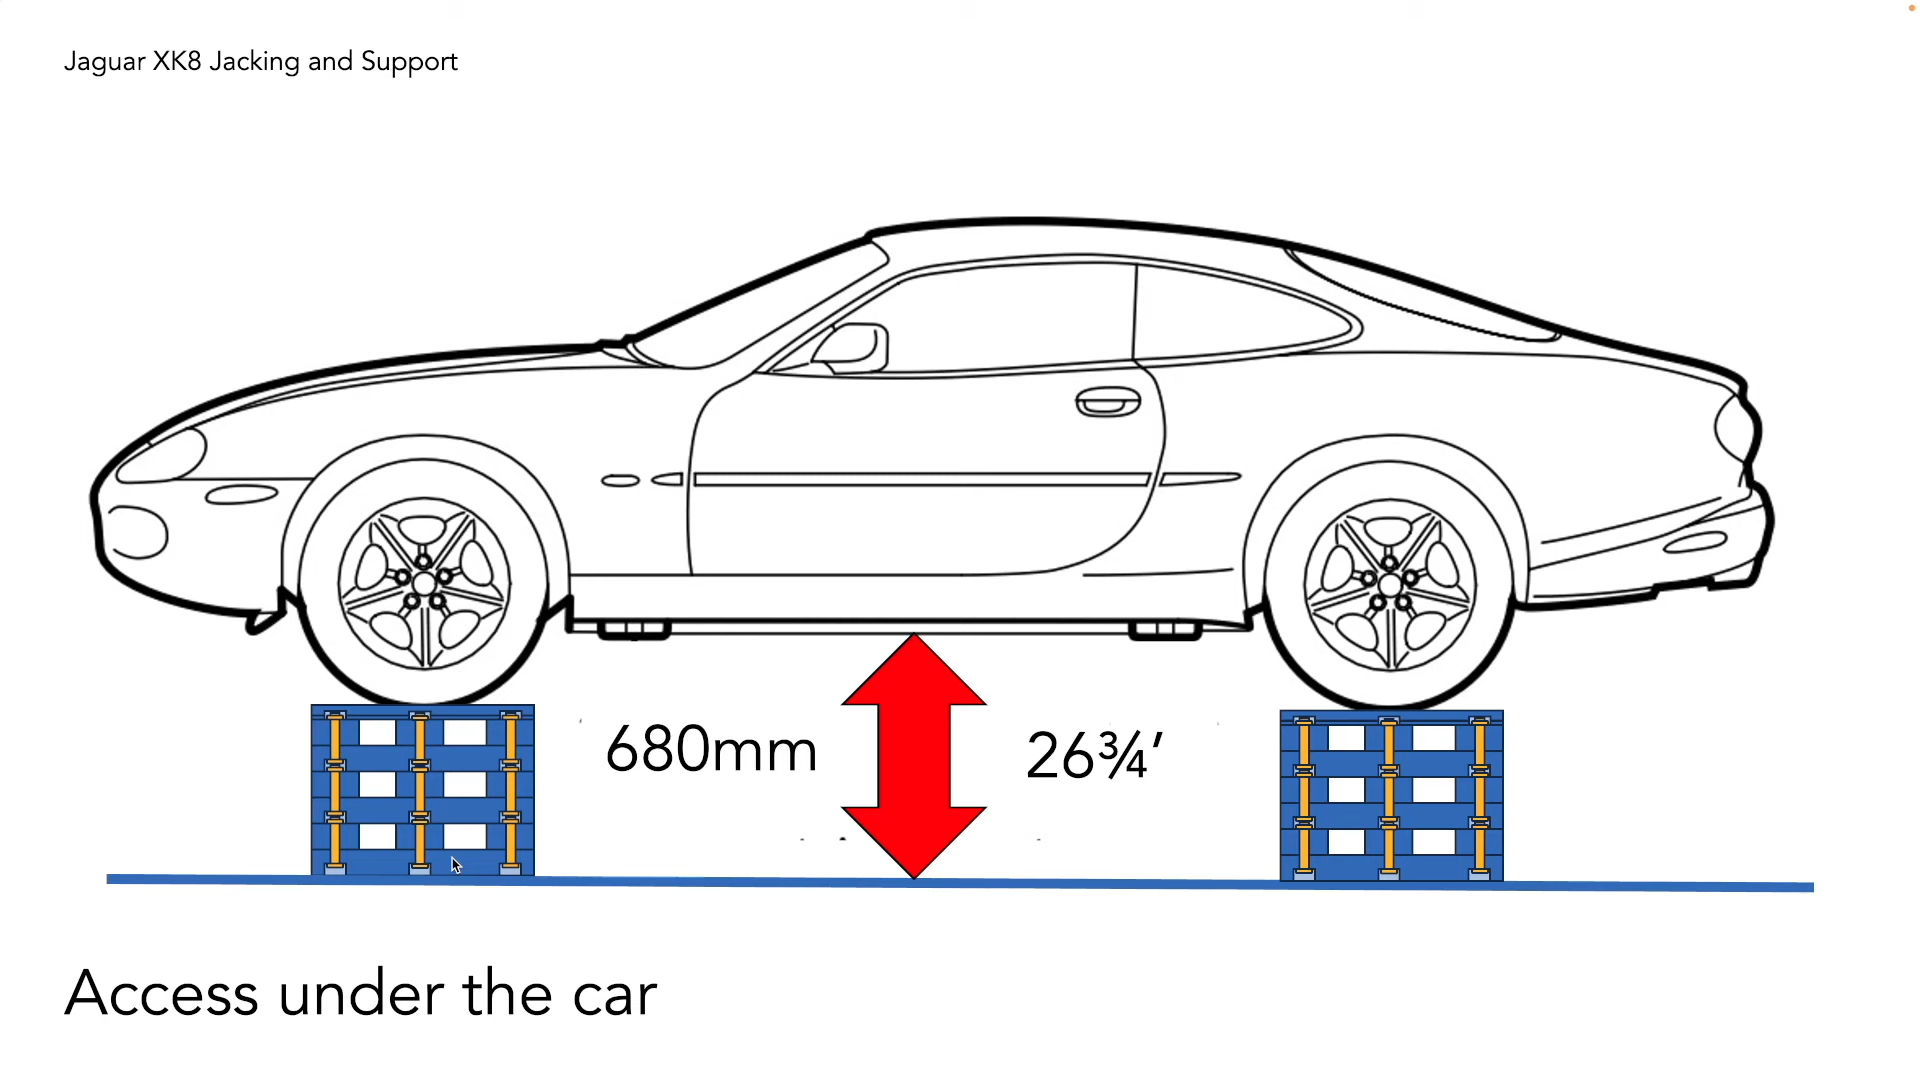 Jaguar XK8 Jacking and Support
680mm
26¾′
Access under the car